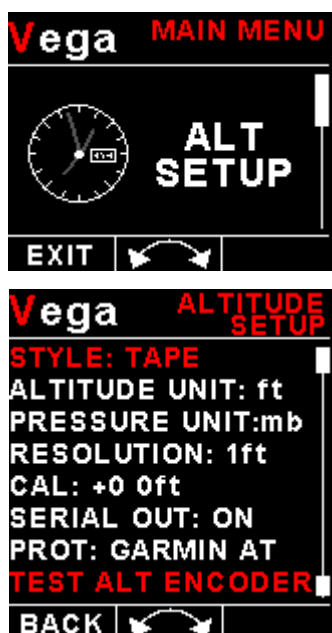 Vega MAIN MENU
ALT
SETUP
EXIT
Vega ALTITUDE
SETUP
STYLE: TAPE
ALTITUDE UNIT: ft
PRESSURE UNIT:mb
RESOLUTION: 1ft
CAL: +0 0ft
SERIAL OUT: ON
PROT: GARMIN AT
TEST ALT ENCODER
BACK